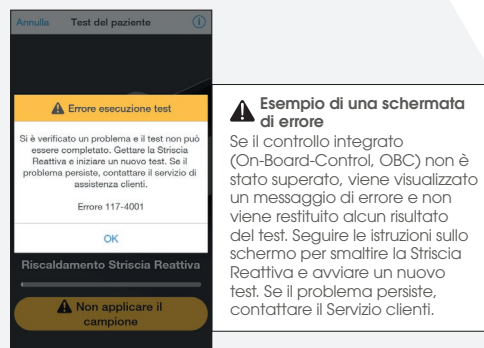 Annulla Test del paziente
Errore esecuzione test
Si è verificato un problema e il test non può
essere completato. Gettare la Striscia
Reattiva e iniziare un nuovo test. Se il
problema persiste, contattare il servizio di
assistenza clienti.
Errore 117-4001
OK
Riscaldamento Striscia Reattiva
Non applicare il
campione
Esempio di una schermata
di errore
Se il controllo integrato
(On-Board-Control, OBC) non è
stato superato, viene visualizzato
un messaggio di errore e non
viene restituito alcun risultato
del test. Seguire le istruzioni sullo
schermo per smaltire la Striscia
Reattiva e avviare un nuovo
test. Se il problema persiste,
contattare il Servizio clienti.